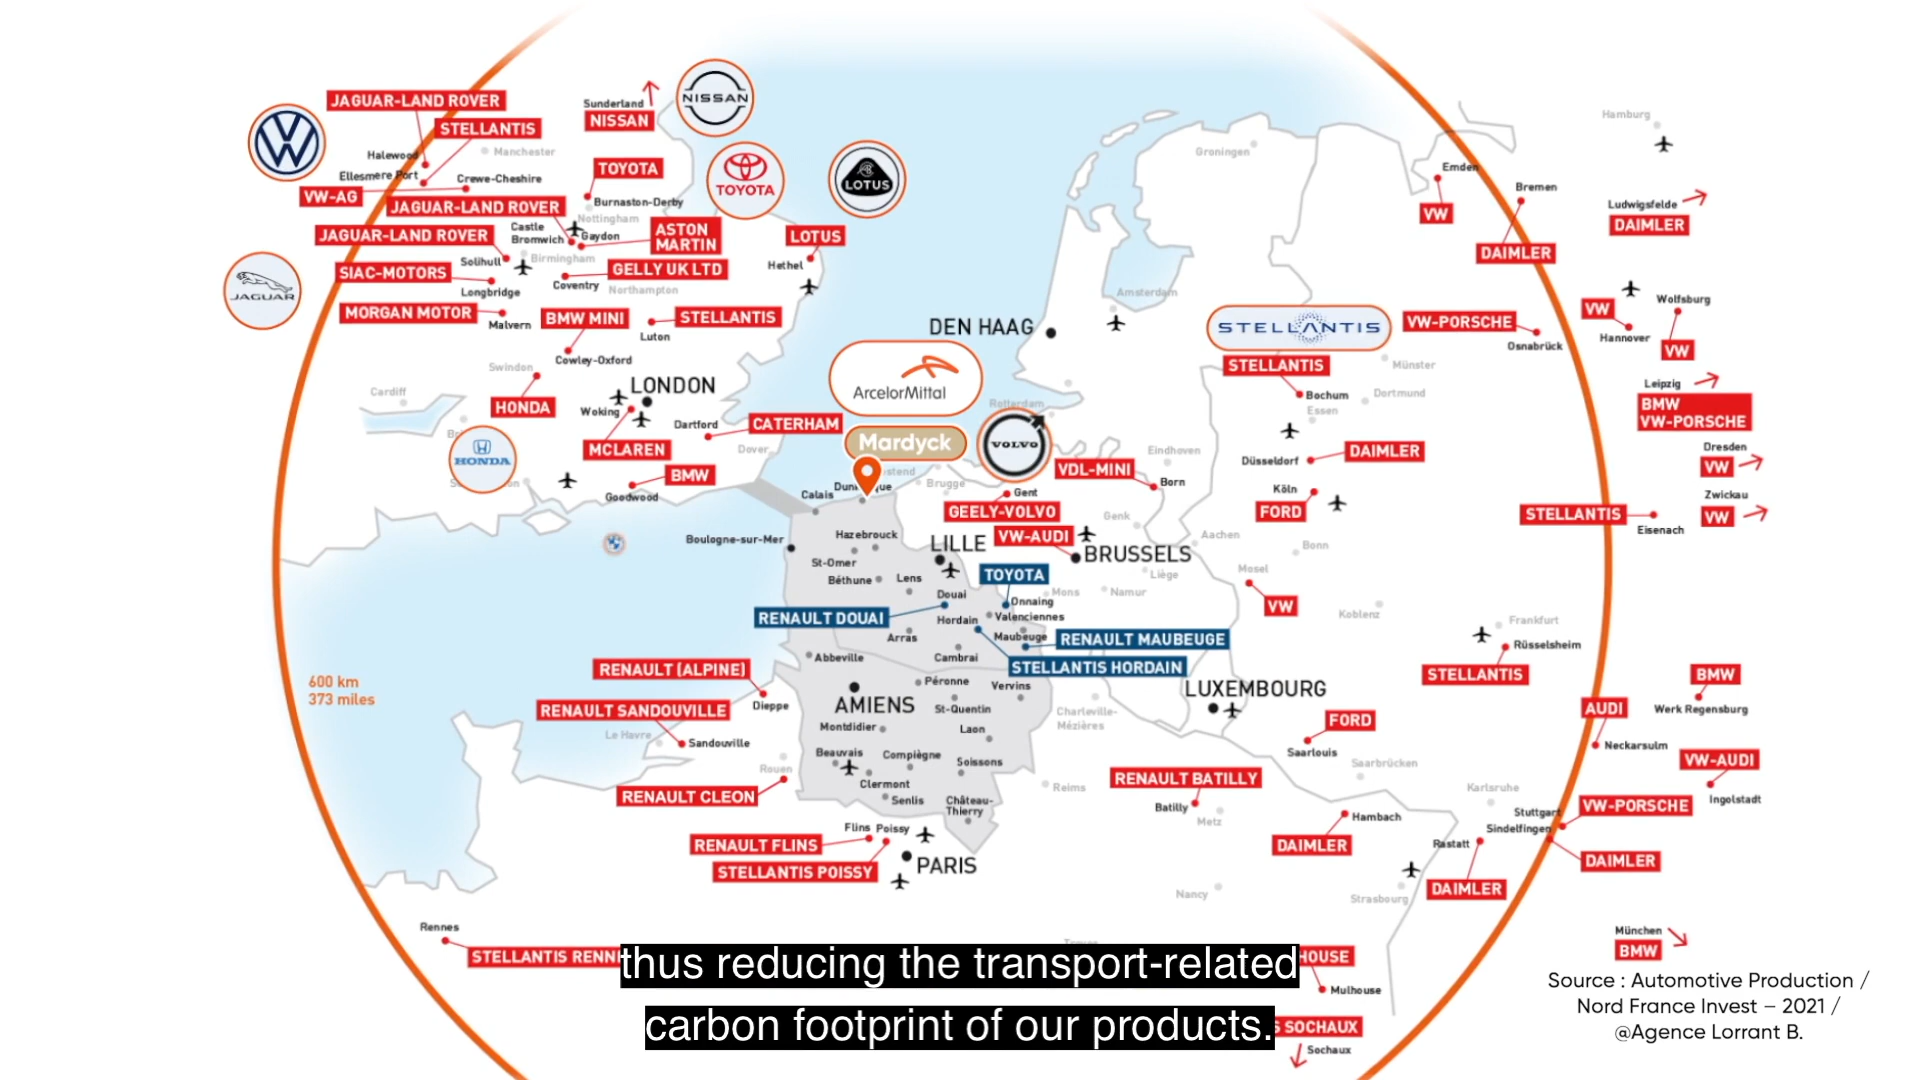 JAGUAR-LAND ROVER
STELLANTIS
Manchester
Halewood
Ellesmere Port
Crewe-Cheshire
VW-AG
JAGUAR-LAND ROVER
Castle
Bromwich
JAGUAR-LAND ROVER
Solihull
SIAC-MOTORS
Longbridge
MORGAN MOTOR
Malvern
JAGUAR
Sunderland
NISSAN
NISSAN
TOYOTA
TOYOTA
Burnaston-Derby
Nottingham
Gaydon
ASTON
MARTIN
Birmingham
GELLY UK LTD
Coventry
Northampton
BMW MINI
STELLANTIS
Luton
Cowley-Oxford
LOTUS
LOTUS
Hethel
Swindon
Cardiff
HONDA
HONDA
LONDON
Woking
MCLAREN
Dartford
CATERHAM
Dover
BMW
Goodwood
ArcelorMittal
Mardyck
VOLVO
DEN HAAG
Rotterdam
Amsterdam
Groningen
Hamburg
Emden
VW
Bremen
DAIMLER
Ludwigsfelde
DAIMLER
STELLANTIS
STELLANTIS
Bochum
Essen
Dortmund
Münster
VW-PORSCHE
Osnabrück
VW
Hannover
Wolfsburg
VW
Leipzig
BMW
VW-PORSCHE
Dresden
VW
Zwickau
VW
STELLANTIS
Eisenach
Düsseldorf
DAIMLER
Köln
FORD
Eindhoven
VDL-MINI
Born
Brugge
Gent
GEELY-VOLVO
VW-AUDI
Genk
BRUSSELS
Aachen
Bonn
Liège
Mosel
VW
Koblenz
Namur
Mons
Calais
Boulogne-sur-Mer
Hazebrouck
St-Omer
Béthune
Lens
LILLE
TOYOTA
Onnaing
Valenciennes
Douai
RENAULT DOUAI
Hordain
Arras
Maubeuge
RENAULT MAUBEUGE
STELLANTIS HORDAIN
Cambrai
Abbeville
Péronne
Vervins
AMIENS
St-Quentin
Montdidier
Laon
Beauvais
Compiègne
Soissons
Clermont
Senlis
Château-
Thierry
600 km
373 miles
RENAULT (ALPINE)
Dieppe
RENAULT SANDOUVILLE
Sandouville
Le Havre
Rouen
RENAULT CLEON
Flins
Poissy
RENAULT FLINS
STELLANTIS POISSY
PARIS
Charleville-
Mézières
Reims
LUXEMBOURG
FORD
Saarlouis
Saarbrücken
RENAULT BATILLY
Batilly
Metz
Hambach
DAIMLER
Nancy
Strasbourg
Frankfurt
Rüsselsheim
STELLANTIS
BMW
Werk Regensburg
AUDI
Neckarsulm
VW-AUDI
Ingolstadt
Karlsruhe
Stuttgart
VW-PORSCHE
Sindelfingen
DAIMLER
Rastatt
DAIMLER
München
BMW
Rennes
STELLANTIS
Mulhouse
SOCHAUX
Sochaux
thus reducing the transport-related
carbon footprint of our products.
Source : Automotive Production /
Nord France Invest – 2021 /
@Agence Lorrant B.